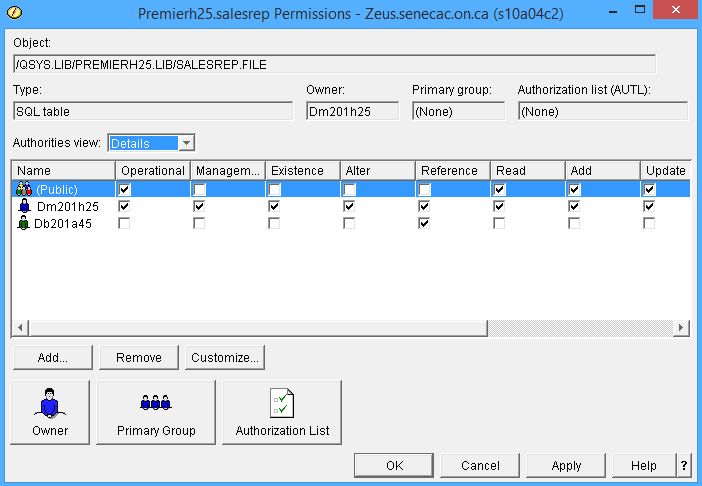 Premierh25.salesrep Permissions - Zeus.senecac.on.ca (s10a04c2)
Object:
/QSYS.LIB/PREMIERH25.LIB/SALESREP.FILE
Type: Owner: Primary group: Authorization list (AUTL):
SQL table Dm201h25 (None) (None)
Authorities view: Details
Name Operational Managem... Existence Alter Reference Read Add Update
(Public)
Dm201h25
Db201a45
Add... Remove Customize...
Owner Primary Group Authorization List
OK Cancel Apply Help ?